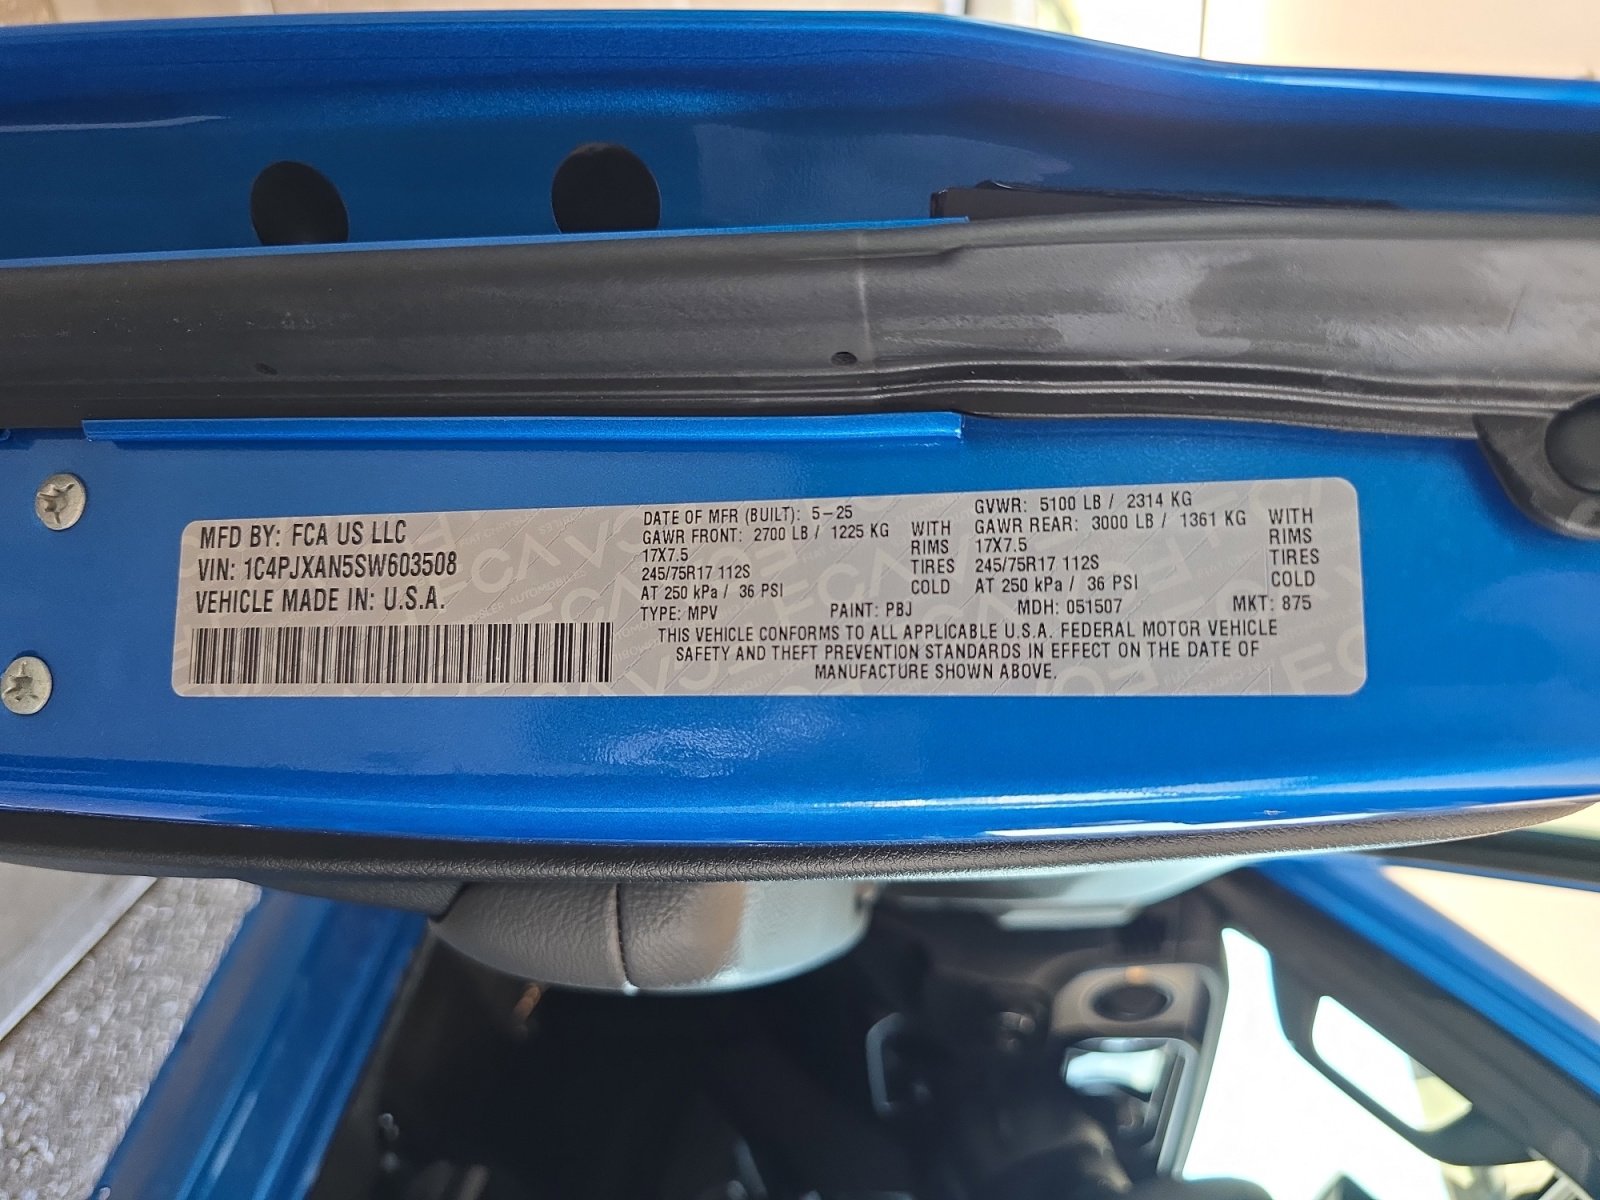 MFD BY: FCA US LLC
VIN: 1C4PJXAN5SW603508
VEHICLE MADE IN: U.S.A.
DATE OF MFR (BUILT): 5-25
GAWR FRONT: 2700 LB / 1225 KG WITH
17X7.5 RIMS
245/75R17 112S TIRES
AT 250 kPa / 36 PSI COLD
GVWR: 5100 LB / 2314 KG
GAWR REAR: 3000 LB / 1361 KG WITH
17X7.5 RIMS
245/75R17 112S TIRES
AT 250 kPa / 36 PSI COLD
TYPE: MPV PAINT: PBJ MDH: 051507 MKT: 875
THIS VEHICLE CONFORMS TO ALL APPLICABLE U.S.A. FEDERAL MOTOR VEHICLE
SAFETY AND THEFT PREVENTION STANDARDS IN EFFECT ON THE DATE OF
MANUFACTURE SHOWN ABOVE.